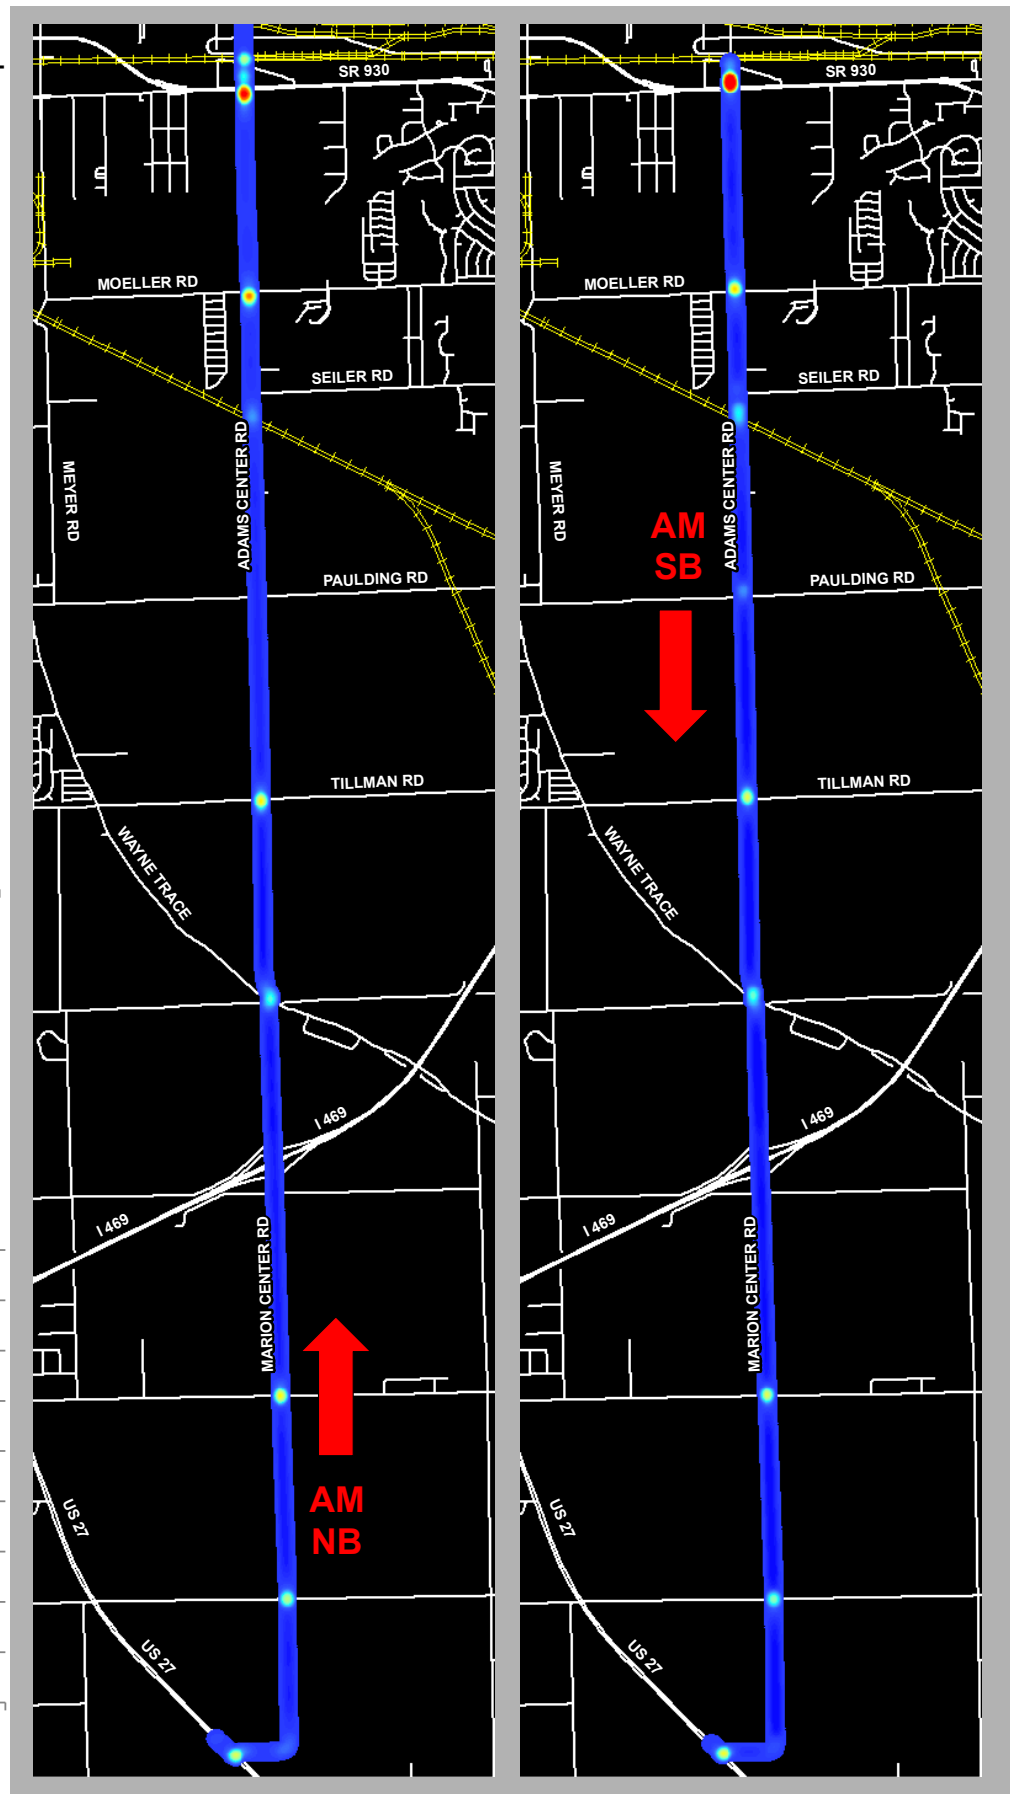 SR 930
MOELLER RD
SEILER RD
ADAMS CENTER RD
MEYER RD
PAULDING RD
TILLMAN RD
WAYNE TRACE
I 469
I 469
MARION CENTER RD
AM
NB
US 27
US 27
SR 930
MOELLER RD
SEILER RD
ADAMS CENTER RD
MEYER RD
AM
SB
PAULDING RD
TILLMAN RD
WAYNE TRACE
I 469
I 469
MARION CENTER RD
US 27
US 27